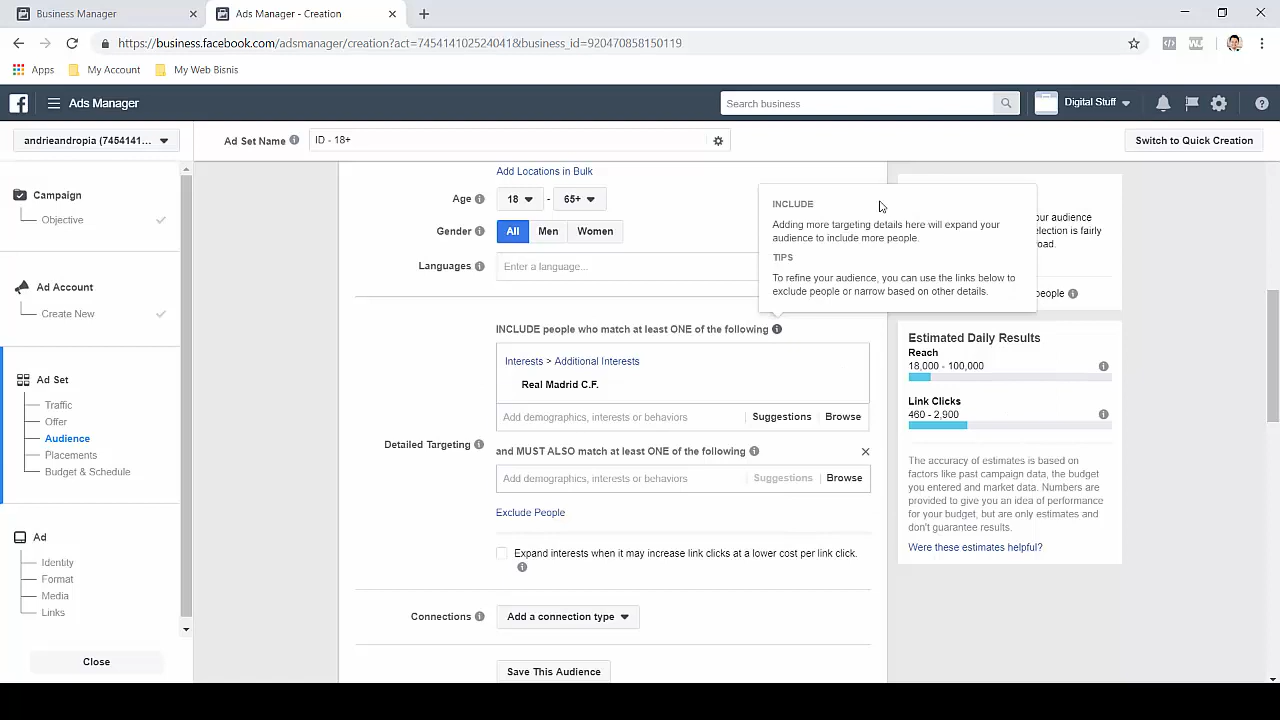 Business Manager
Ads Manager - Creation
https://business.facebook.com/adsmanager/creation?act=745414102524041&business_id=920470858150119
Apps
My Account
My Web Bisnis
Ads Manager
Search business
Digital Stuff
andrieandropia (7454141...
Ad Set Name
ID - 18+
Switch to Quick Creation
Campaign
Objective
Ad Account
Create New
Ad Set
Traffic
Offer
Audience
Placements
Budget & Schedule
Ad
Identity
Format
Media
Links
Close
Add Locations in Bulk
Age
18
-
65+
Gender
All
Men
Women
Languages
Enter a language...
INCLUDE
Adding more targeting details here will expand your
audience to include more people.
TIPS
To refine your audience, you can use the links below to
exclude people or narrow based on other details.
INCLUDE people who match at least ONE of the following
Interests > Additional Interests
Real Madrid C.F.
Add demographics, interests or behaviors
Suggestions
Browse
Detailed Targeting
and MUST ALSO match at least ONE of the following
Add demographics, interests or behaviors
Suggestions
Browse
Exclude People
Expand interests when it may increase link clicks at a lower cost per link click.
Connections
Add a connection type
Save This Audience
our audience
election is fairly
oad.
people
Estimated Daily Results
Reach
18,000 - 100,000
Link Clicks
460 - 2,900
The accuracy of estimates is based on
factors like past campaign data, the budget
you entered and market data. Numbers are
provided to give you an idea of performance
for your budget, but are only estimates and
don't guarantee results.
Were these estimates helpful?